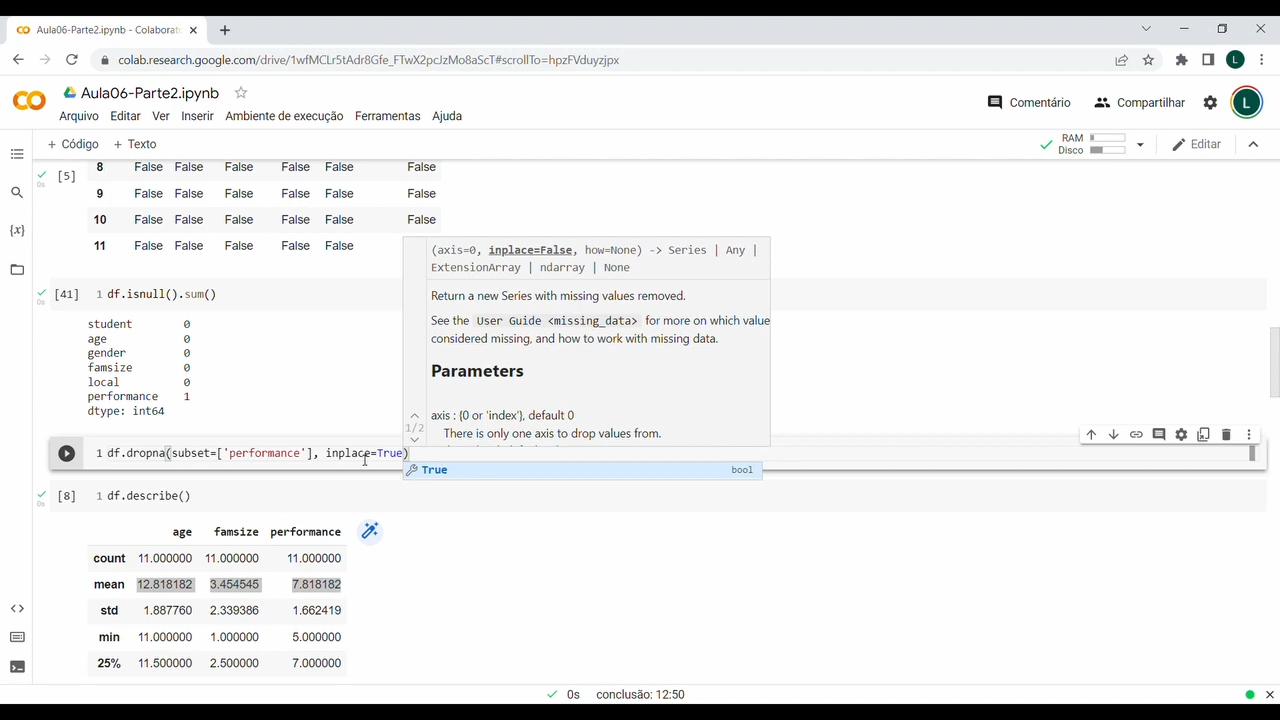 Aula06-Parte2.ipynb - Colaborat
colab.research.google.com/drive/1wfMCLr5tAdr8Gfe_FTwX2pcJzMo8aScT#scrollTo=hpzFVduyzjpx
L
Aula06-Parte2.ipynb
Comentário Compartilhar L
Arquivo Editar Ver Inserir Ambiente de execução Ferramentas Ajuda
+ Código + Texto
RAM
Disco
Editar
8 False False False False False False
0s [5]
9 False False False False False False
10 False False False False False False
11 False False False False False False
(axis=0, inplace=False, how=None) -> Series | Any |
ExtensionArray | ndarray | None
Return a new Series with missing values removed.
See the User Guide <missing_data> for more on which value
considered missing, and how to work with missing data.
Parameters
axis : {0 or 'index'}, default 0
There is only one axis to drop values from.
1/2
0s [41] 1 df.isnull().sum()
student 0
age 0
gender 0
famsize 0
local 0
performance 1
dtype: int64
1 df.dropna(subset=['performance'], inplace=True)
True bool
0s [8] 1 df.describe()
age famsize performance
count 11.000000 11.000000 11.000000
mean 12.818182 3.454545 7.818182
std 1.887760 2.339386 1.662419
min 11.000000 1.000000 5.000000
25% 11.500000 2.500000 7.000000
0s conclusão: 12:50